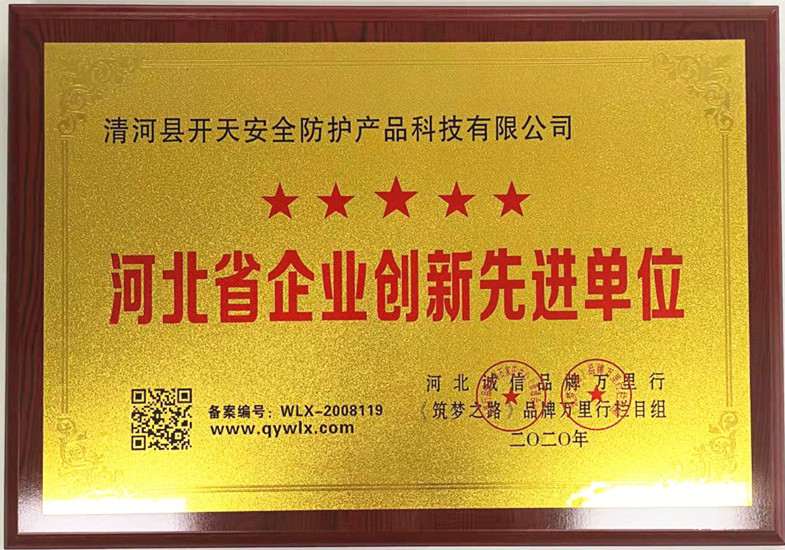 清河县开天安全防护产品科技有限公司
河北省企业创新先进单位
备案编号：WLX-2008119
www.qywlx.com
河北诚信品牌万里行
《筑梦之路》品牌万里行栏目组
二〇二〇年